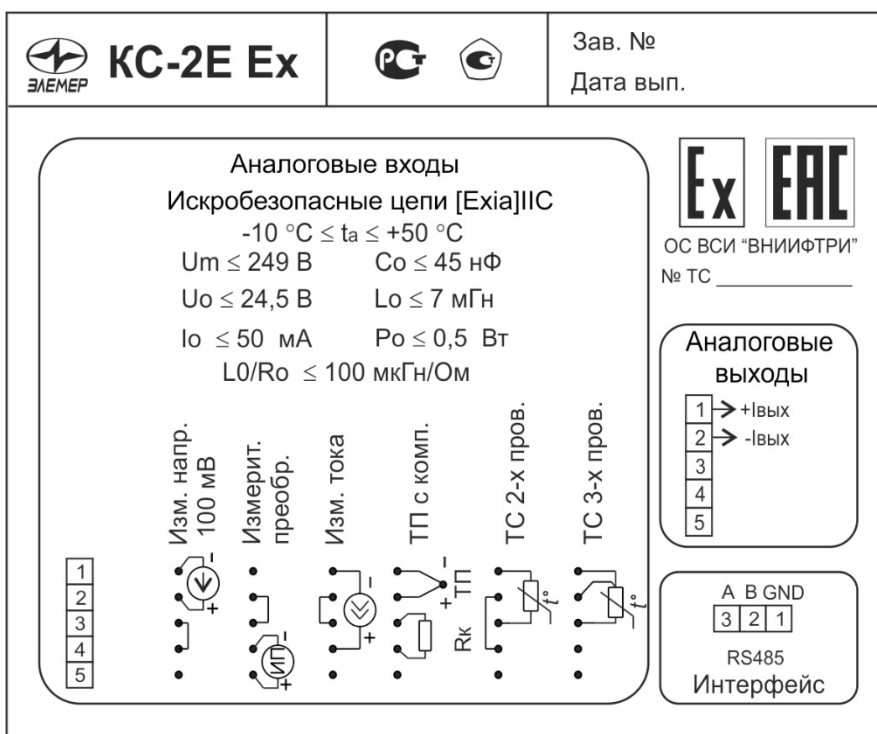 ЭЛЕМЕР
КС-2Е Ех
РСТ
Зав. №
Дата вып.
Аналоговые входы
Искробезопасные цепи [Exia]IIC
-10 °C ≤ ta ≤ +50 °C
Um ≤ 249 В Co ≤ 45 нФ
Uo ≤ 24,5 В Lo ≤ 7 мГн
Io ≤ 50 мА Po ≤ 0,5 Вт
L0/Ro ≤ 100 мкГн/Ом
Изм. напр.
100 мВ
Измерит.
преобр.
Изм. тока
ТП с комп.
ТС 2-х пров.
ТС 3-х пров.
1
2
3
4
5
- +
ИП - +
- +
- + ТП
Rк
t°
t°
Ex ЕАС
ОС ВСИ "ВНИИФТРИ"
№ ТС
Аналоговые
выходы
1 +Iвых
2 -Iвых
3
4
5
A B GND
3 2 1
RS485
Интерфейс